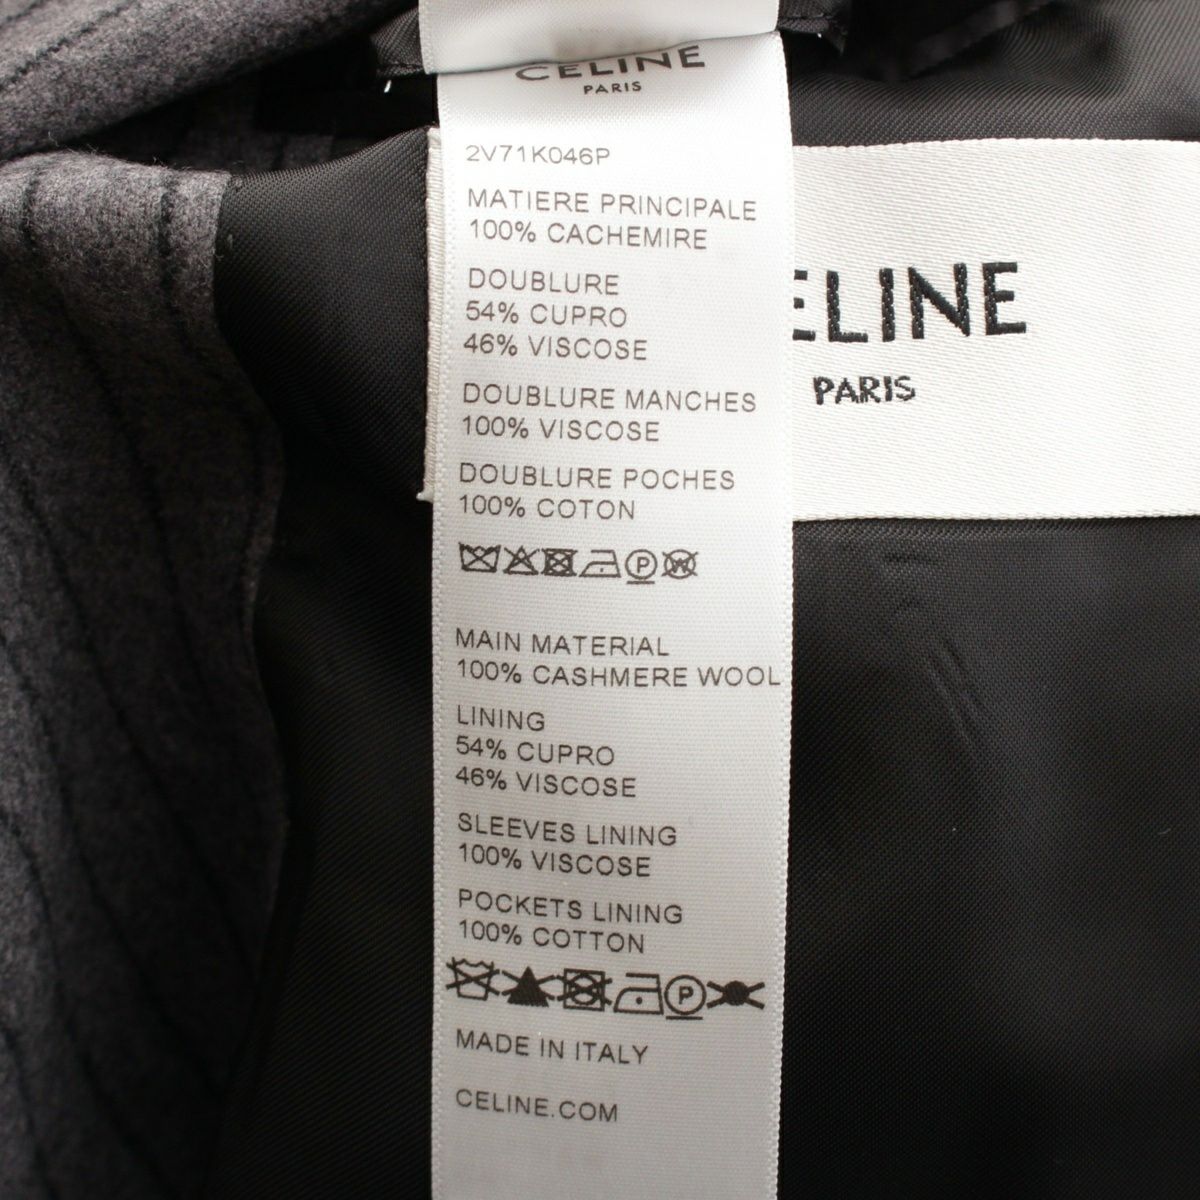 CELINE
PARIS
2V71K046P
MATIERE PRINCIPALE
100% CACHEMIRE
DOUBLURE
54% CUPRO
46% VISCOSE
DOUBLURE MANCHES
100% VISCOSE
DOUBLURE POCHES
100% COTON
P W
MAIN MATERIAL
100% CASHMERE WOOL
LINING
54% CUPRO
46% VISCOSE
SLEEVES LINING
100% VISCOSE
POCKETS LINING
100% COTTON
P
MADE IN ITALY
CELINE.COM
ELINE
PARIS